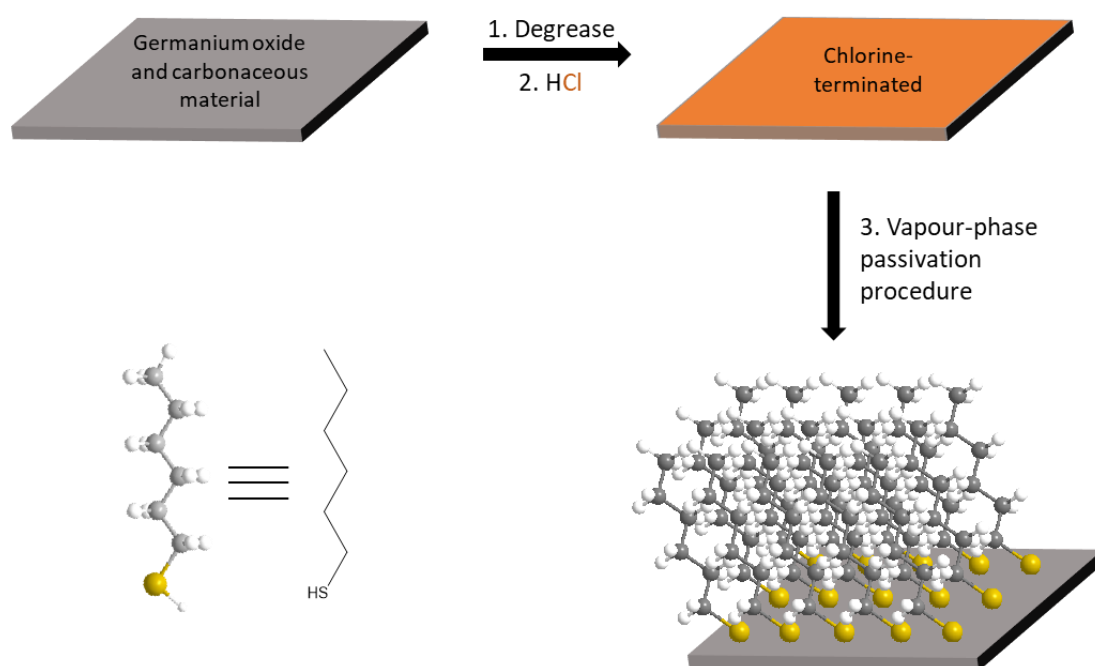 Germanium oxide
and carbonaceous
material
1. Degrease
2. HCl
Chlorine-
terminated
3. Vapour-phase
passivation
procedure
HS